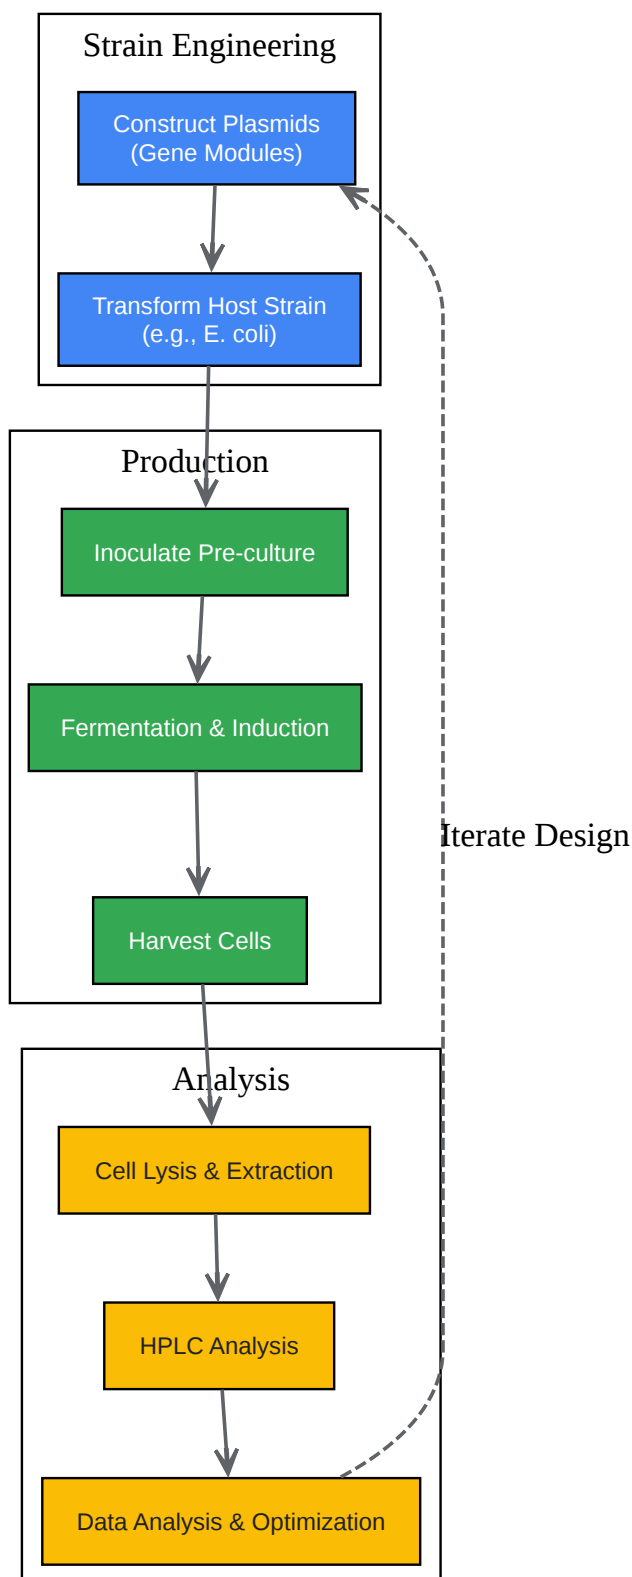 Strain Engineering
Construct Plasmids
(Gene Modules)
Transform Host Strain
(e.g., E. coli)
Production
Inoculate Pre-culture
Fermentation & Induction
Iterate Design
Harvest Cells
Analysis
Cell Lysis & Extraction
HPLC Analysis
Data Analysis & Optimization